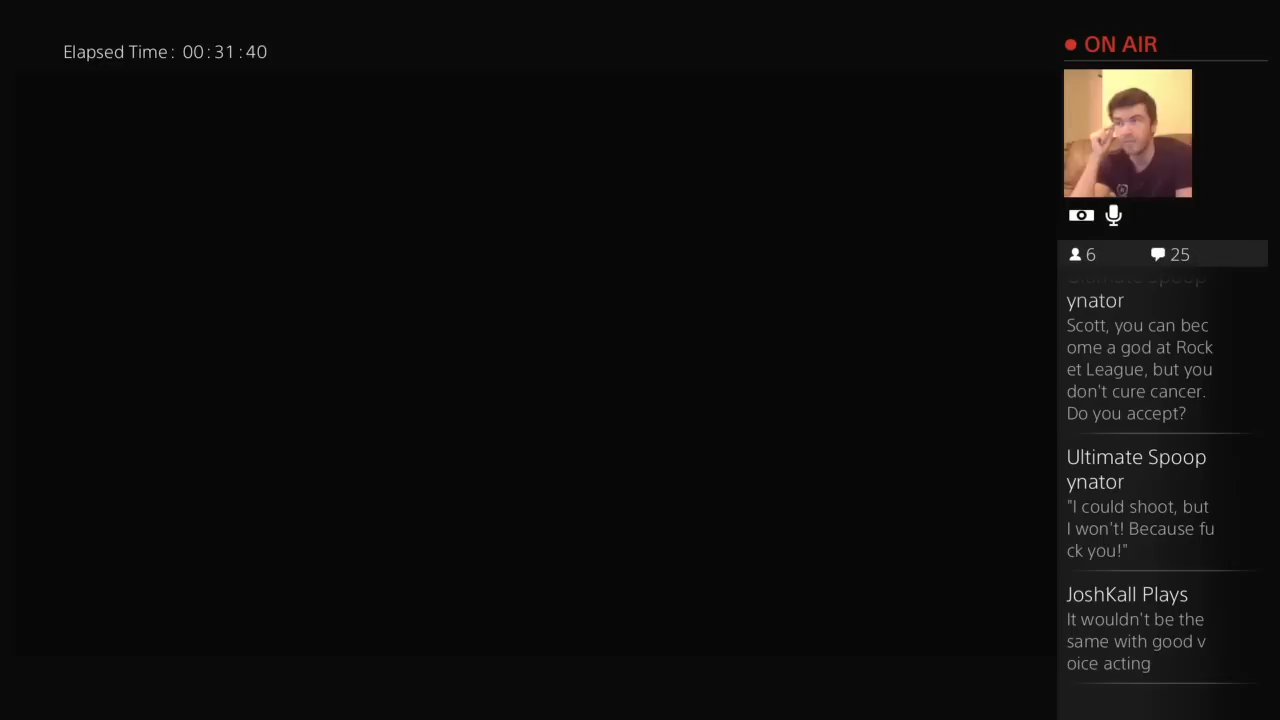 Elapsed Time: 00:31:40
ON AIR
6 25
Ultimate Spoop
ynator
Scott, you can bec
ome a god at Rock
et League, but you
don't cure cancer.
Do you accept?
Ultimate Spoop
ynator
"I could shoot, but
I won't! Because fu
ck you!"
JoshKall Plays
It wouldn't be the
same with good v
oice acting